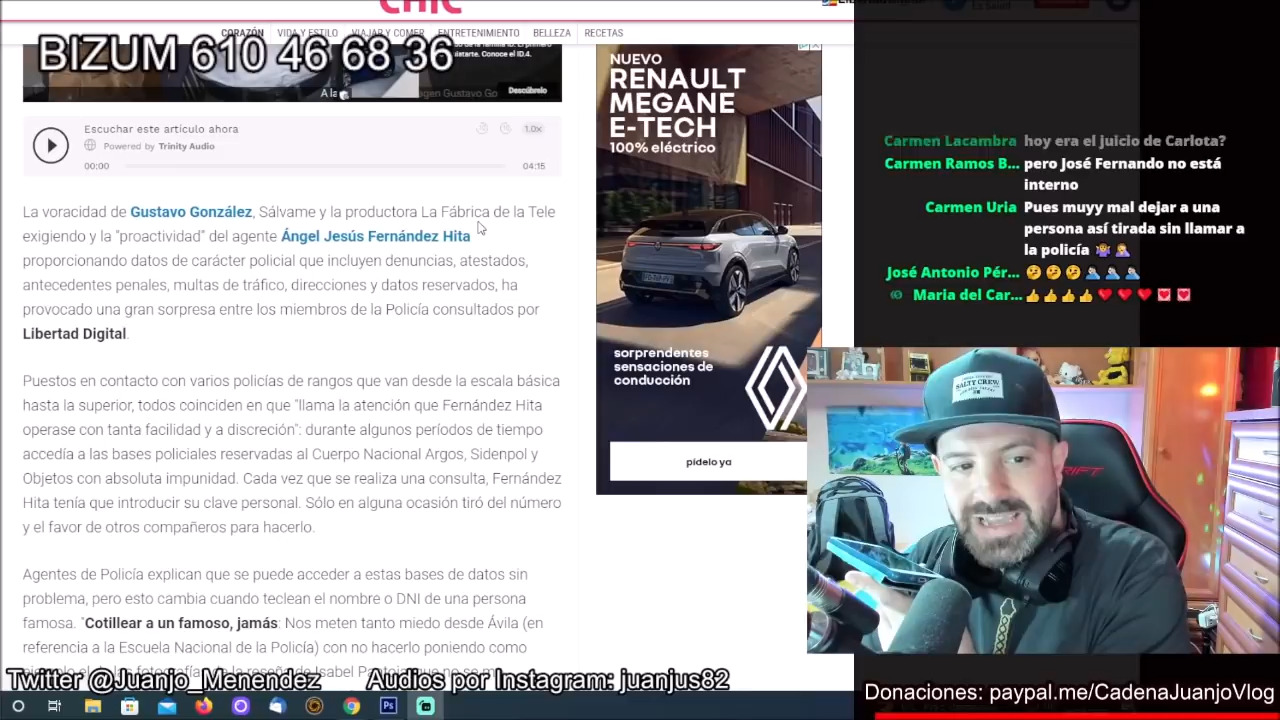 CHIC
CORAZÓN VIDA Y ESTILO VIAJAR Y COMER ENTRETENIMIENTO BELLEZA RECETAS
BIZUM 610 46 68 36
Conoce el ID.4.
Descúbrelo
Escuchar este artículo ahora
1.0x
Powered by Trinity Audio
00:00
04:15
La voracidad de Gustavo González, Sálvame y la productora La Fábrica de la Tele
exigiendo y la "proactividad" del agente Ángel Jesús Fernández Hita
proporcionando datos de carácter policial que incluyen denuncias, atestados,
antecedentes penales, multas de tráfico, direcciones y datos reservados, ha
provocado una gran sorpresa entre los miembros de la Policía consultados por
Libertad Digital.
Puestos en contacto con varios policías de rangos que van desde la escala básica
hasta la superior, todos coinciden en que "llama la atención que Fernández Hita
operase con tanta facilidad y a discreción": durante algunos períodos de tiempo
accedía a las bases policiales reservadas al Cuerpo Nacional Argos, Sidenpol y
Objetos con absoluta impunidad. Cada vez que se realiza una consulta, Fernández
Hita tenía que introducir su clave personal. Sólo en alguna ocasión tiró del número
y el favor de otros compañeros para hacerlo.
Agentes de Policía explican que se puede acceder a estas bases de datos sin
problema, pero esto cambia cuando teclean el nombre o DNI de una persona
famosa. "Cotillear a un famoso, jamás: Nos meten tanto miedo desde Ávila (en
referencia a la Escuela Nacional de la Policía) con no hacerlo poniendo como
NUEVO
RENAULT
MEGANE
E-TECH
100% eléctrico
sorprendentes
sensaciones de
conducción
pídelo ya
Carmen Lacambra hoy era el juicio de Carlota?
Carmen Ramos B... pero José Fernando no está
interno
Carmen Uria Pues muyy mal dejar a una
persona así tirada sin llamar a
la policía 🤷‍♀️🤦‍♀️
José Antonio Pér... 🤔🤔🤔🤦🏻‍♂️🤦🏻‍♂️🤦🏻‍♂️
Maria del Car... 👍👍👍👍❤️❤️❤️💟💟
SALTY CREW
RIFT
Twitter @Juanjo_Menendez Audios por Instagram: juanjus82
Donaciones: paypal.me/CadenaJuanjoVlog